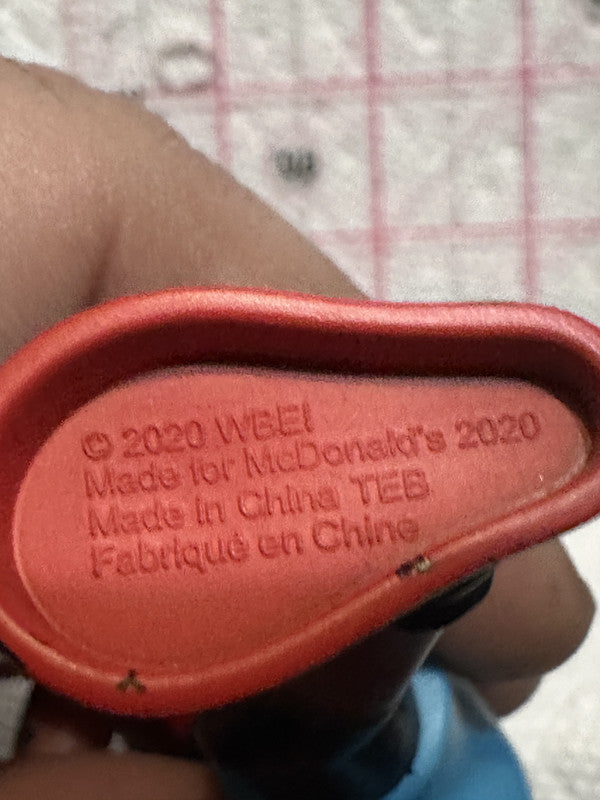 © 2020 WBEI
Made for McDonald's 2020
Made in China TEB
Fabriqué en Chine